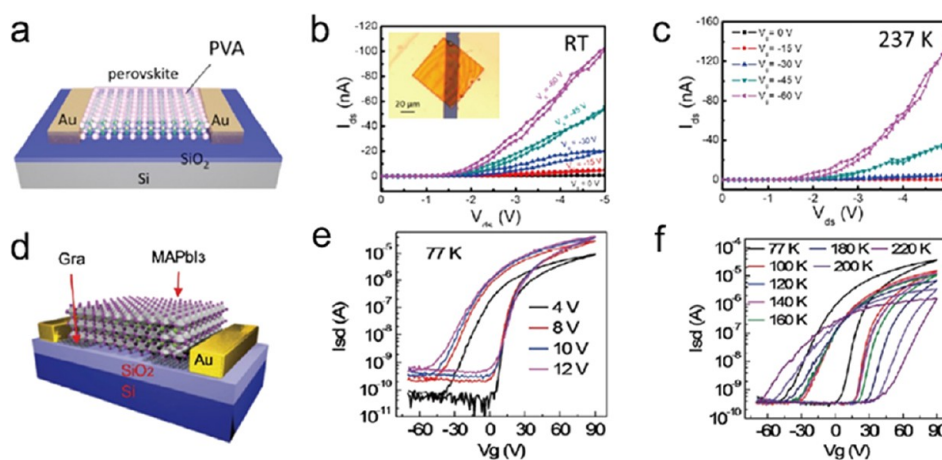 a
PVA
perovskite
Au
Au
SiO2
Si
b
RT
20 μm
Vg= -60 V
Vg= -45 V
Vg= -30 V
Vg= -15 V
Vg= 0 V
-120
-100
-80
-60
-40
-20
0
Ids (nA)
0
-1
-2
-3
-4
-5
Vds (V)
c
237 K
Vg= 0 V
Vg= -15 V
Vg= -30 V
Vg= -45 V
Vg= -60 V
-160
-120
-80
-40
0
Ids (nA)
0
-1
-2
-3
-4
Vds (V)
d
Gra
MAPbI3
Au
SiO2
Si
e
77 K
4 V
8 V
10 V
12 V
10-5
10-6
10-7
10-8
10-9
10-10
10-11
Isd (A)
-60
-30
0
30
60
90
Vg (V)
f
77 K
180 K
220 K
100 K
200 K
120 K
140 K
160 K
10-4
10-5
10-6
10-7
10-8
10-9
10-10
Isd (A)
-60
-30
0
30
60
90
Vg (V)